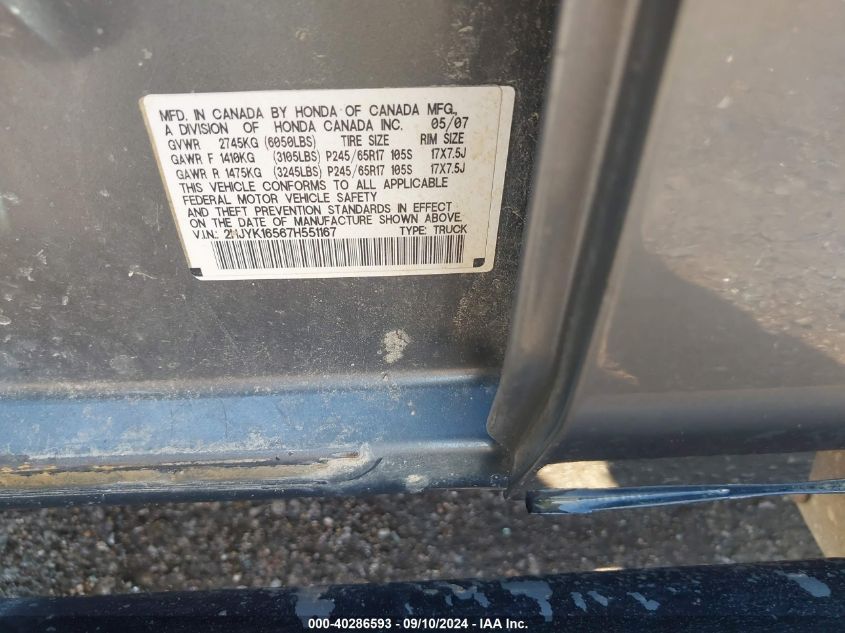 MFD. IN CANADA BY HONDA OF CANADA MFG.,
A DIVISION OF HONDA CANADA INC. 05/07
GVWR 2745KG (6050LBS) TIRE SIZE RIM SIZE
GAWR F 1410KG (3105LBS) P245/65R17 105S 17X7.5J
GAWR R 1475KG (3245LBS) P245/65R17 105S 17X7.5J
THIS VEHICLE CONFORMS TO ALL APPLICABLE
FEDERAL MOTOR VEHICLE SAFETY
AND THEFT PREVENTION STANDARDS IN EFFECT
ON THE DATE OF MANUFACTURE SHOWN ABOVE.
V.I.N.: 2HJYK16567H551167 TYPE: TRUCK
000-40286593 - 09/10/2024 - IAA Inc.